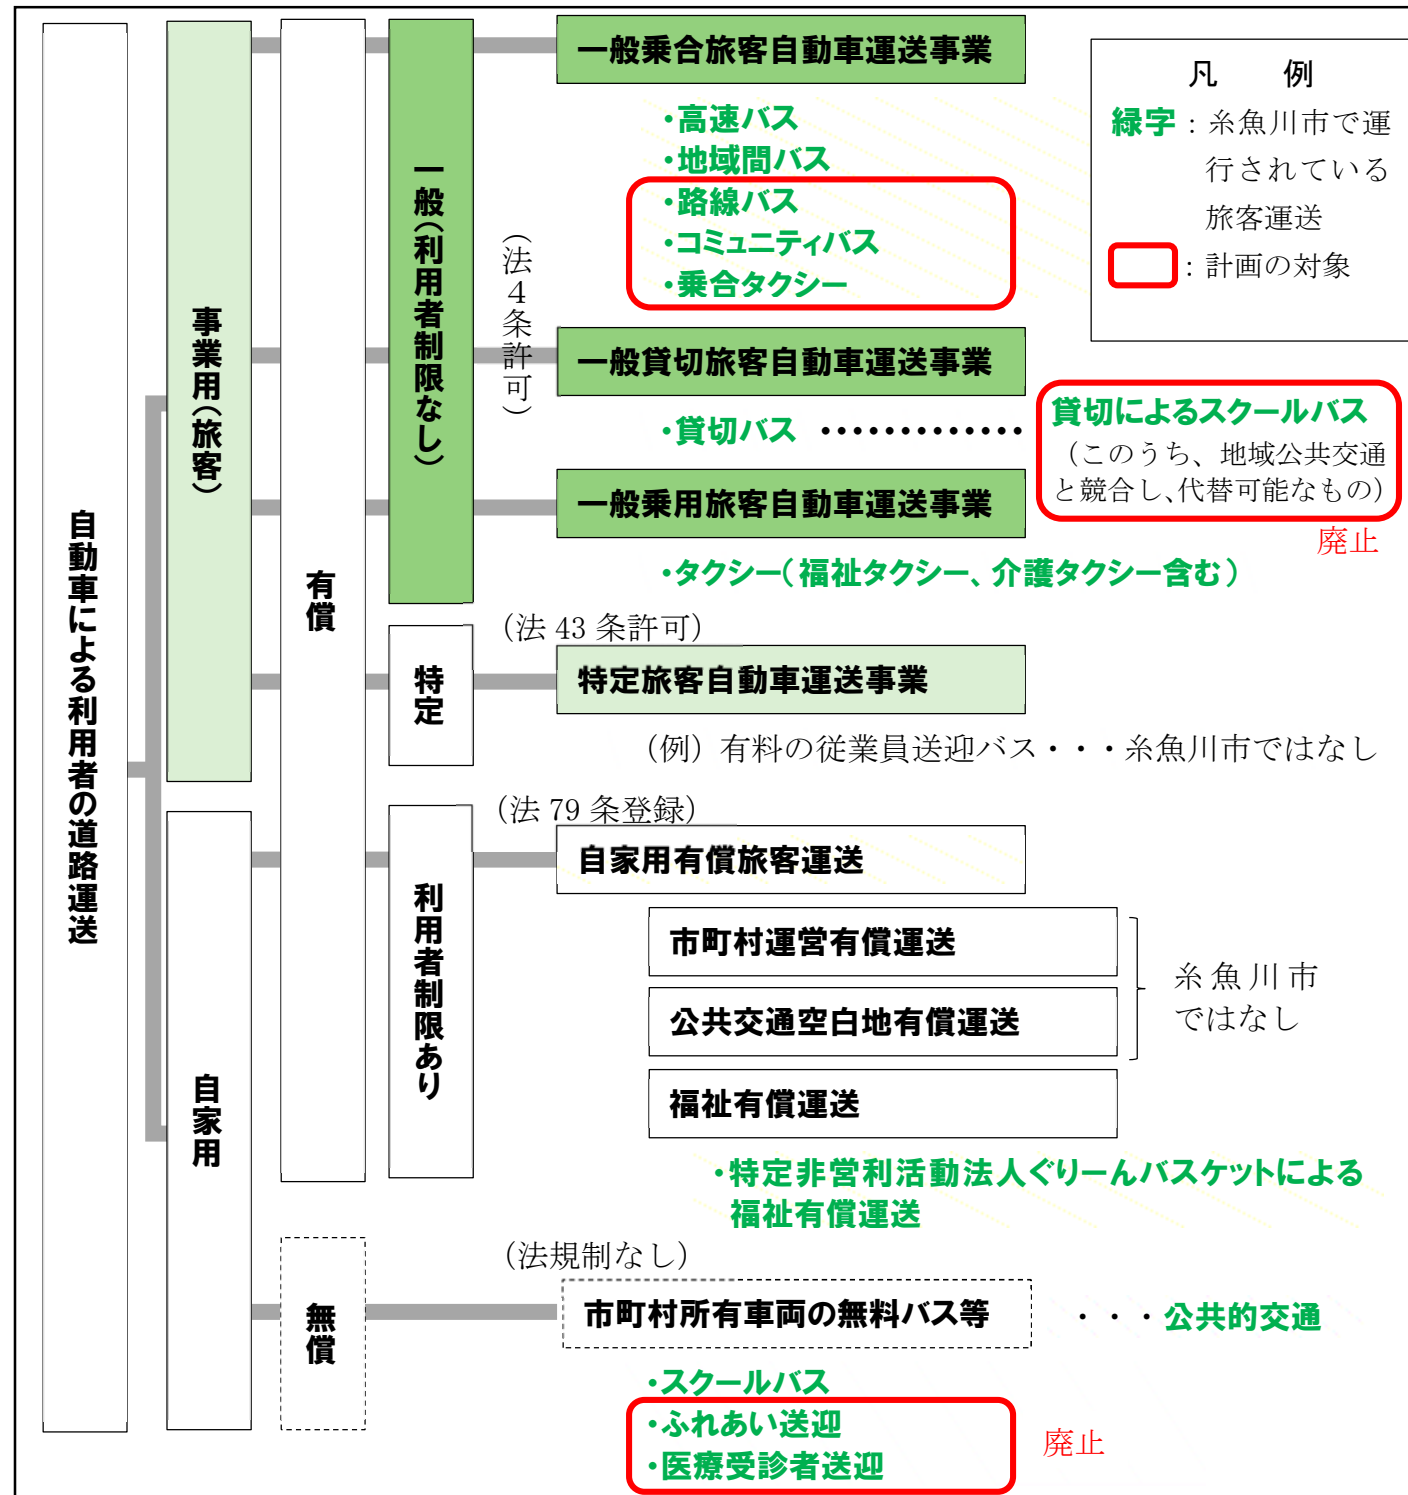 自動車による利用者の道路運送
事業用（旅客）
自家用
有償
無償
一般（利用者制限なし）
（法４条許可）
特定
利用者制限あり
一般乗合旅客自動車運送事業
・高速バス
・地域間バス
・路線バス
・コミュニティバス
・乗合タクシー
凡　例
緑字：糸魚川市で運
行されている
旅客運送
：計画の対象
一般貸切旅客自動車運送事業
・貸切バス ・・・・・・・・・・・・・
貸切によるスクールバス
（このうち、地域公共交通
と競合し、代替可能なもの）
廃止
一般乗用旅客自動車運送事業
・タクシー（福祉タクシー、介護タクシー含む）
（法 43 条許可）
特定旅客自動車運送事業
（例）有料の従業員送迎バス・・・糸魚川市ではなし
（法 79 条登録）
自家用有償旅客運送
市町村運営有償運送
公共交通空白地有償運送
糸魚川市
ではなし
福祉有償運送
・特定非営利活動法人ぐりーんバスケットによる
福祉有償運送
（法規制なし）
市町村所有車両の無料バス等
・・・公共的交通
・スクールバス
・ふれあい送迎
・医療受診者送迎
廃止